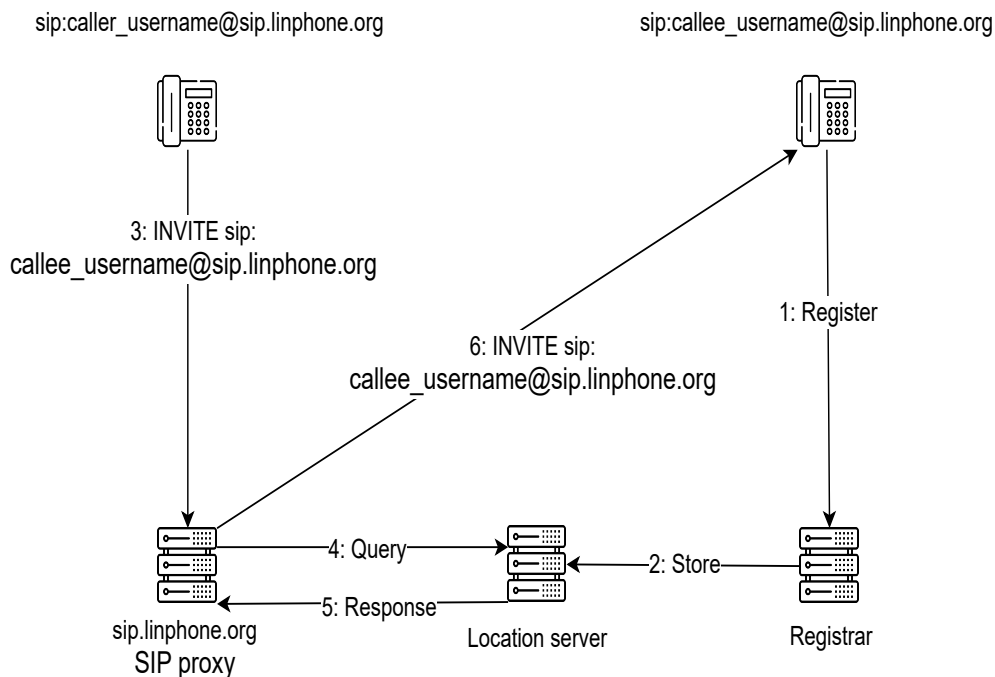 sip:caller_username@sip.linphone.org
sip:callee_username@sip.linphone.org
3: INVITE sip:
callee_username@sip.linphone.org
1: Register
6: INVITE sip:
callee_username@sip.linphone.org
4: Query
2: Store
5: Response
sip.linphone.org
SIP proxy
Location server
Registrar